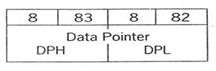 8 83 8 82
Data Pointer
DPH DPL